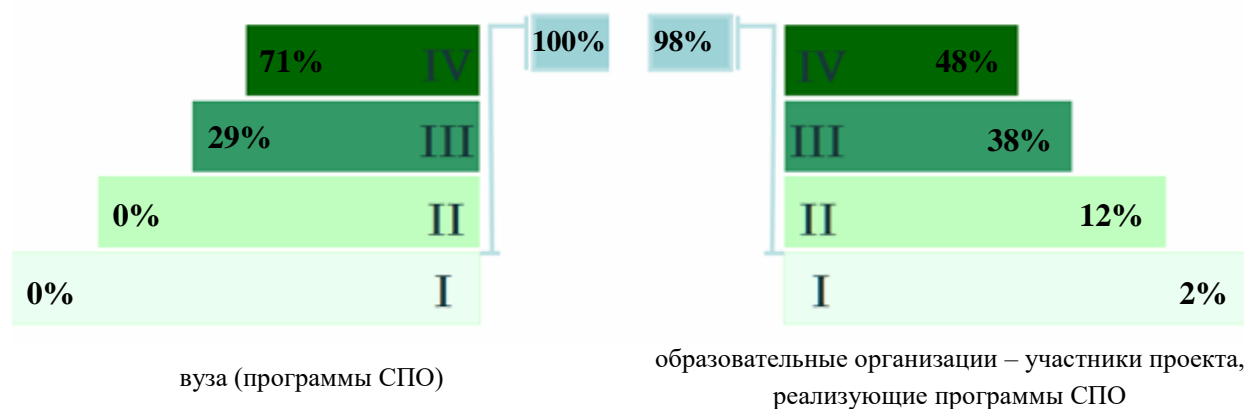 100% 98%
71% IV IV 48%
29% III III 38%
0% II II 12%
0% I I 2%
вуза (программы СПО)
образовательные организации – участники проекта,
реализующие программы СПО